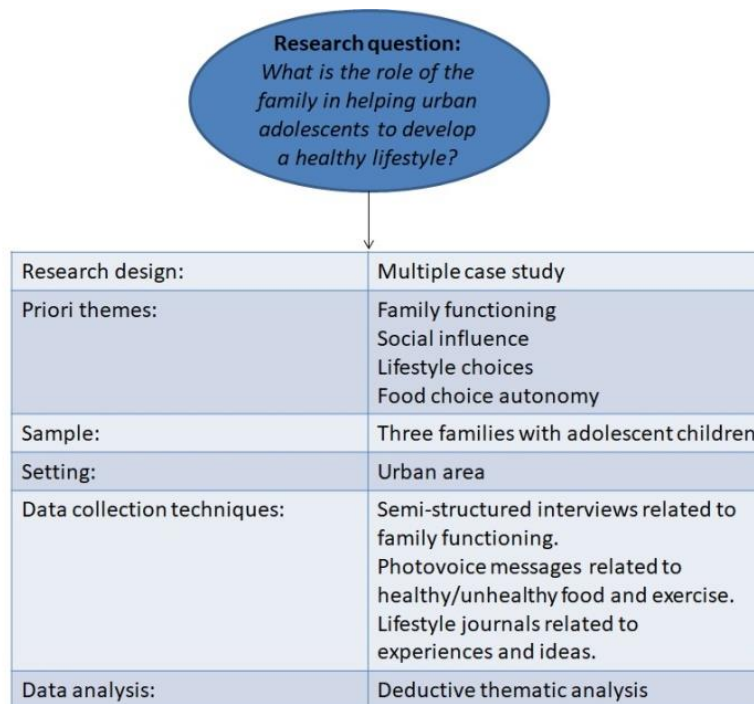 Research question:
What is the role of the
family in helping urban
adolescents to develop
a healthy lifestyle?
Research design:
Multiple case study
Priori themes:
Family functioning
Social influence
Lifestyle choices
Food choice autonomy
Sample:
Three families with adolescent children
Setting:
Urban area
Data collection techniques:
Semi-structured interviews related to
family functioning.
Photovoice messages related to
healthy/unhealthy food and exercise.
Lifestyle journals related to
experiences and ideas.
Data analysis:
Deductive thematic analysis